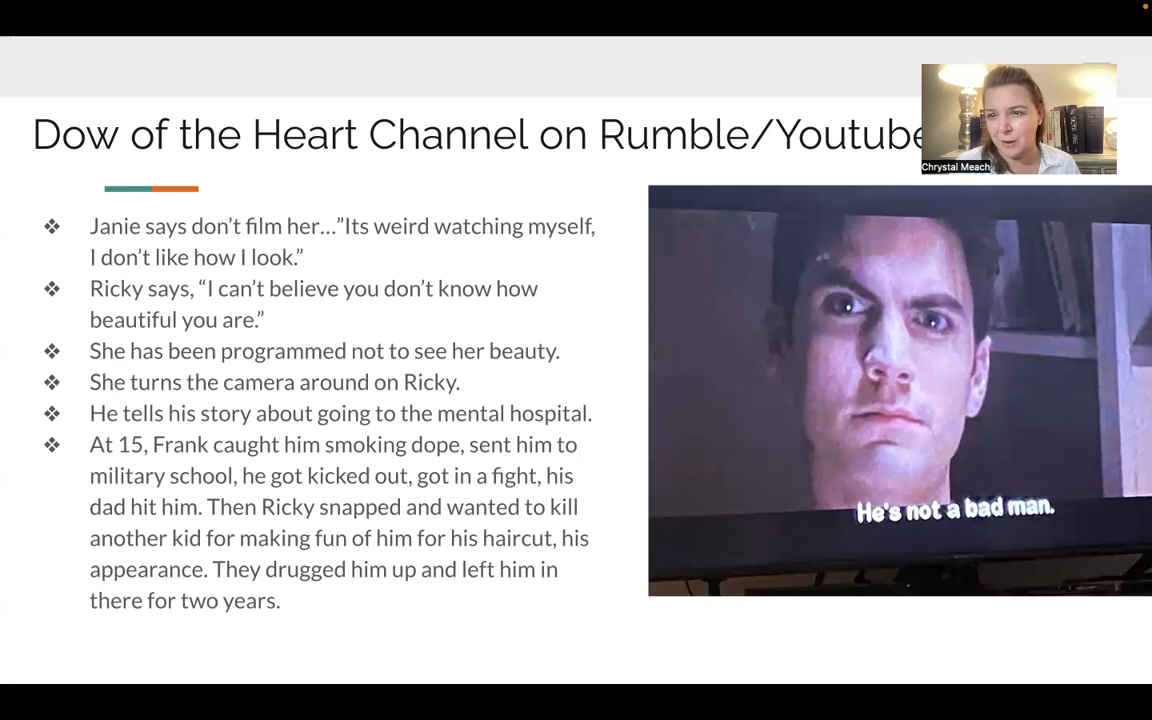 Dow of the Heart Channel on Rumble/Youtube
Chrystal Meach
❖ Janie says don’t film her...”Its weird watching myself,
I don’t like how I look.”
❖ Ricky says, “I can’t believe you don’t know how
beautiful you are.”
❖ She has been programmed not to see her beauty.
❖ She turns the camera around on Ricky.
❖ He tells his story about going to the mental hospital.
❖ At 15, Frank caught him smoking dope, sent him to
military school, he got kicked out, got in a fight, his
dad hit him. Then Ricky snapped and wanted to kill
another kid for making fun of him for his haircut, his
appearance. They drugged him up and left him in
there for two years.
He's not a bad man.